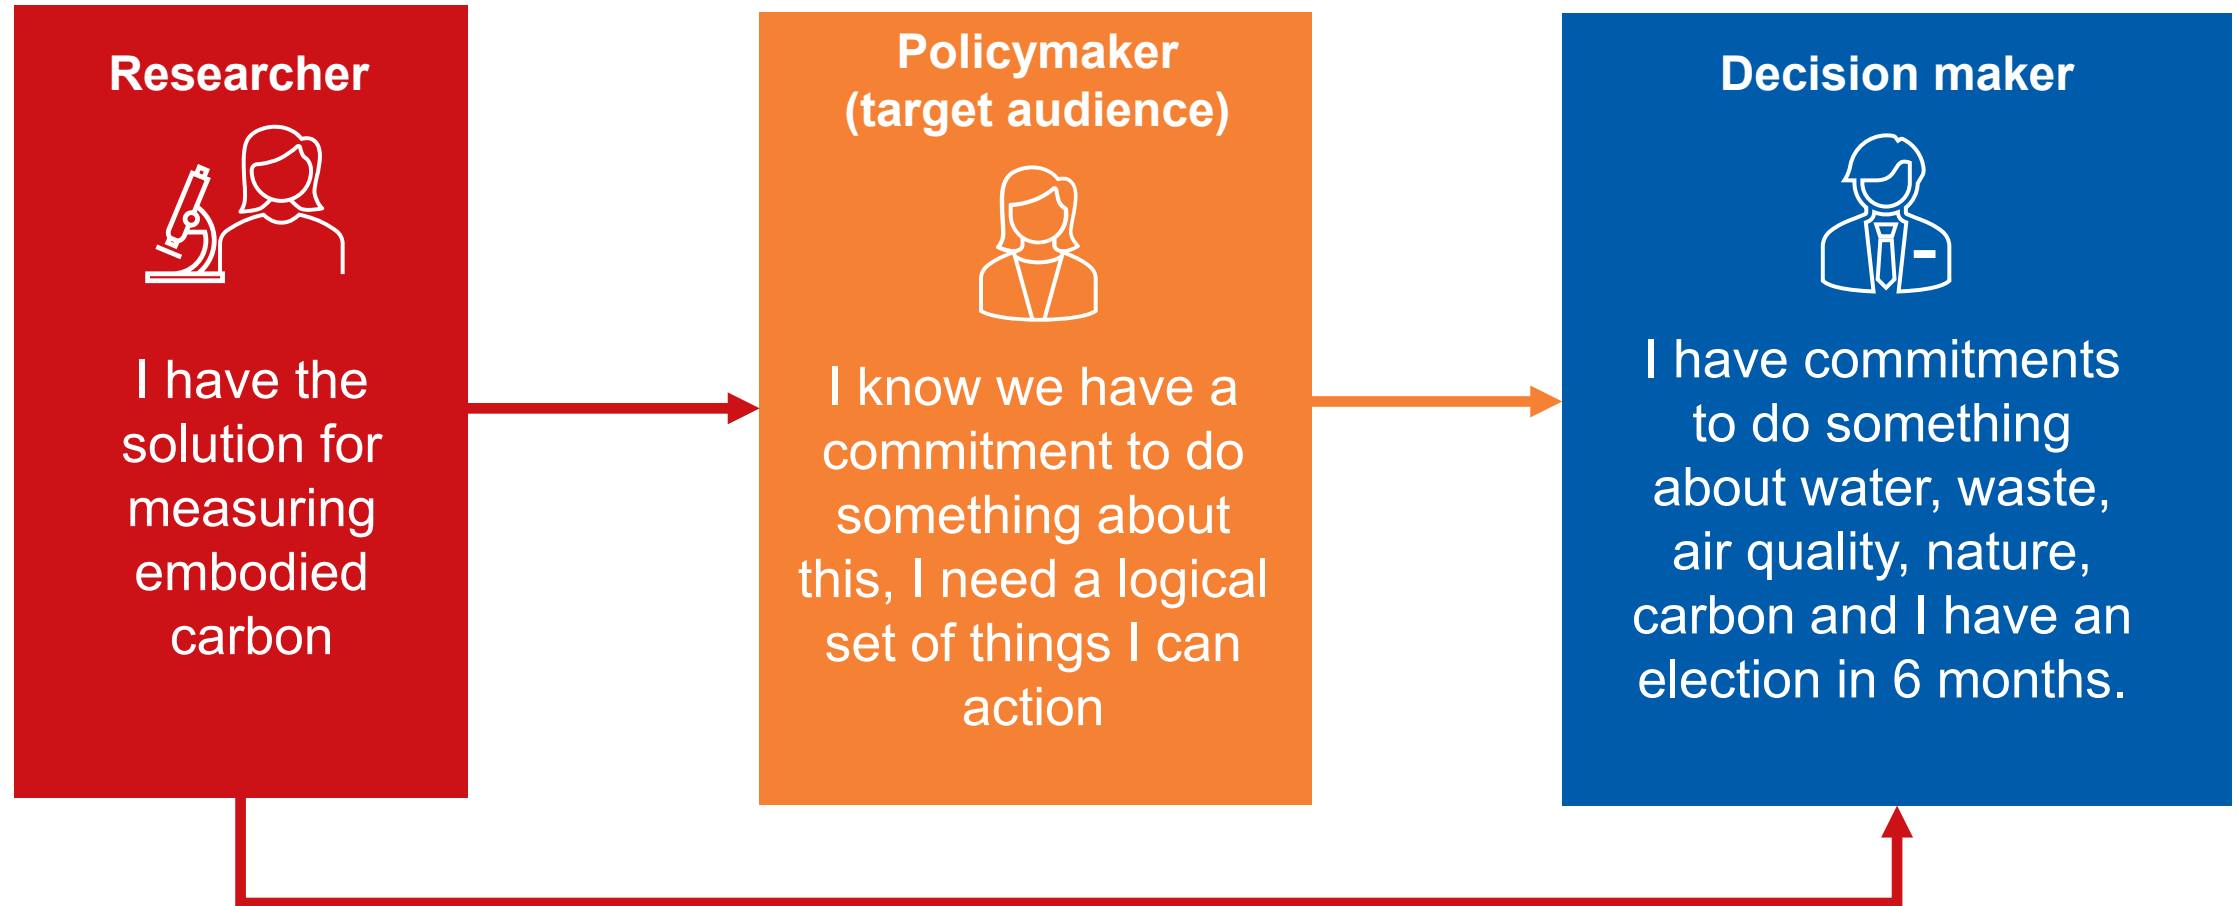 Researcher
I have the
solution for
measuring
embodied
carbon
Policymaker
(target audience)
I know we have a
commitment to do
something about
this, I need a logical
set of things I can
action
Decision maker
I have commitments
to do something
about water, waste,
air quality, nature,
carbon and I have an
election in 6 months.